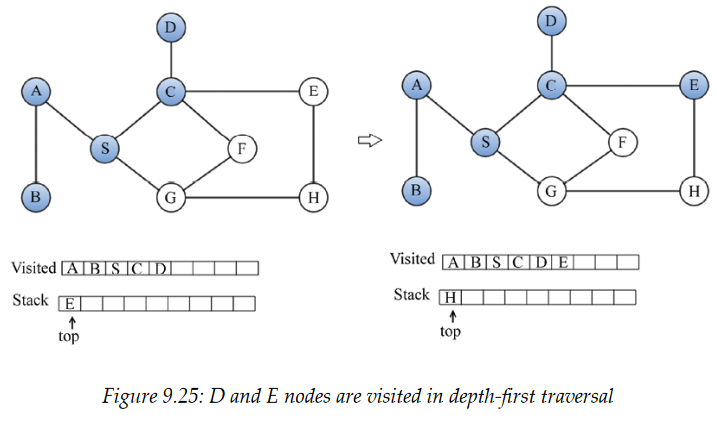 D
A
C
E
S
F
B
G
H
Visited A B S C D
Stack E
top
D
A
C
E
S
F
B
G
H
Visited A B S C D E
Stack H
top
Figure 9.25: D and E nodes are visited in depth-first traversal